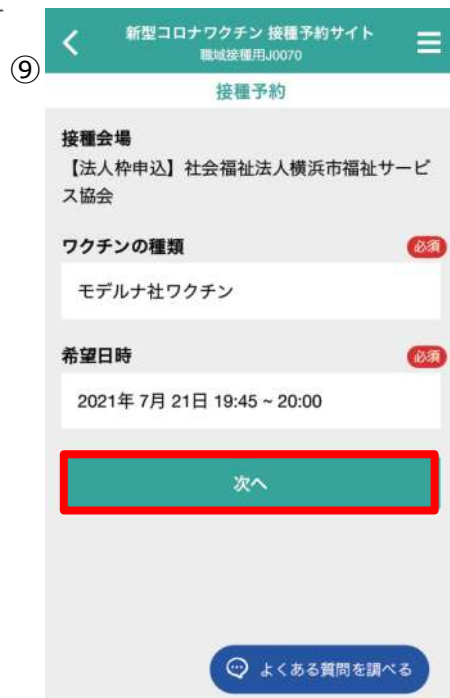 ⑨
新型コロナワクチン 接種予約サイト
職域接種用J0070
接種予約
接種会場
【法人枠申込】社会福祉法人横浜市福祉サービ
ス協会
ワクチンの種類 必須
モデルナ社ワクチン
希望日時 必須
2021年 7月 21日 19:45 ~ 20:00
次へ
よくある質問を調べる